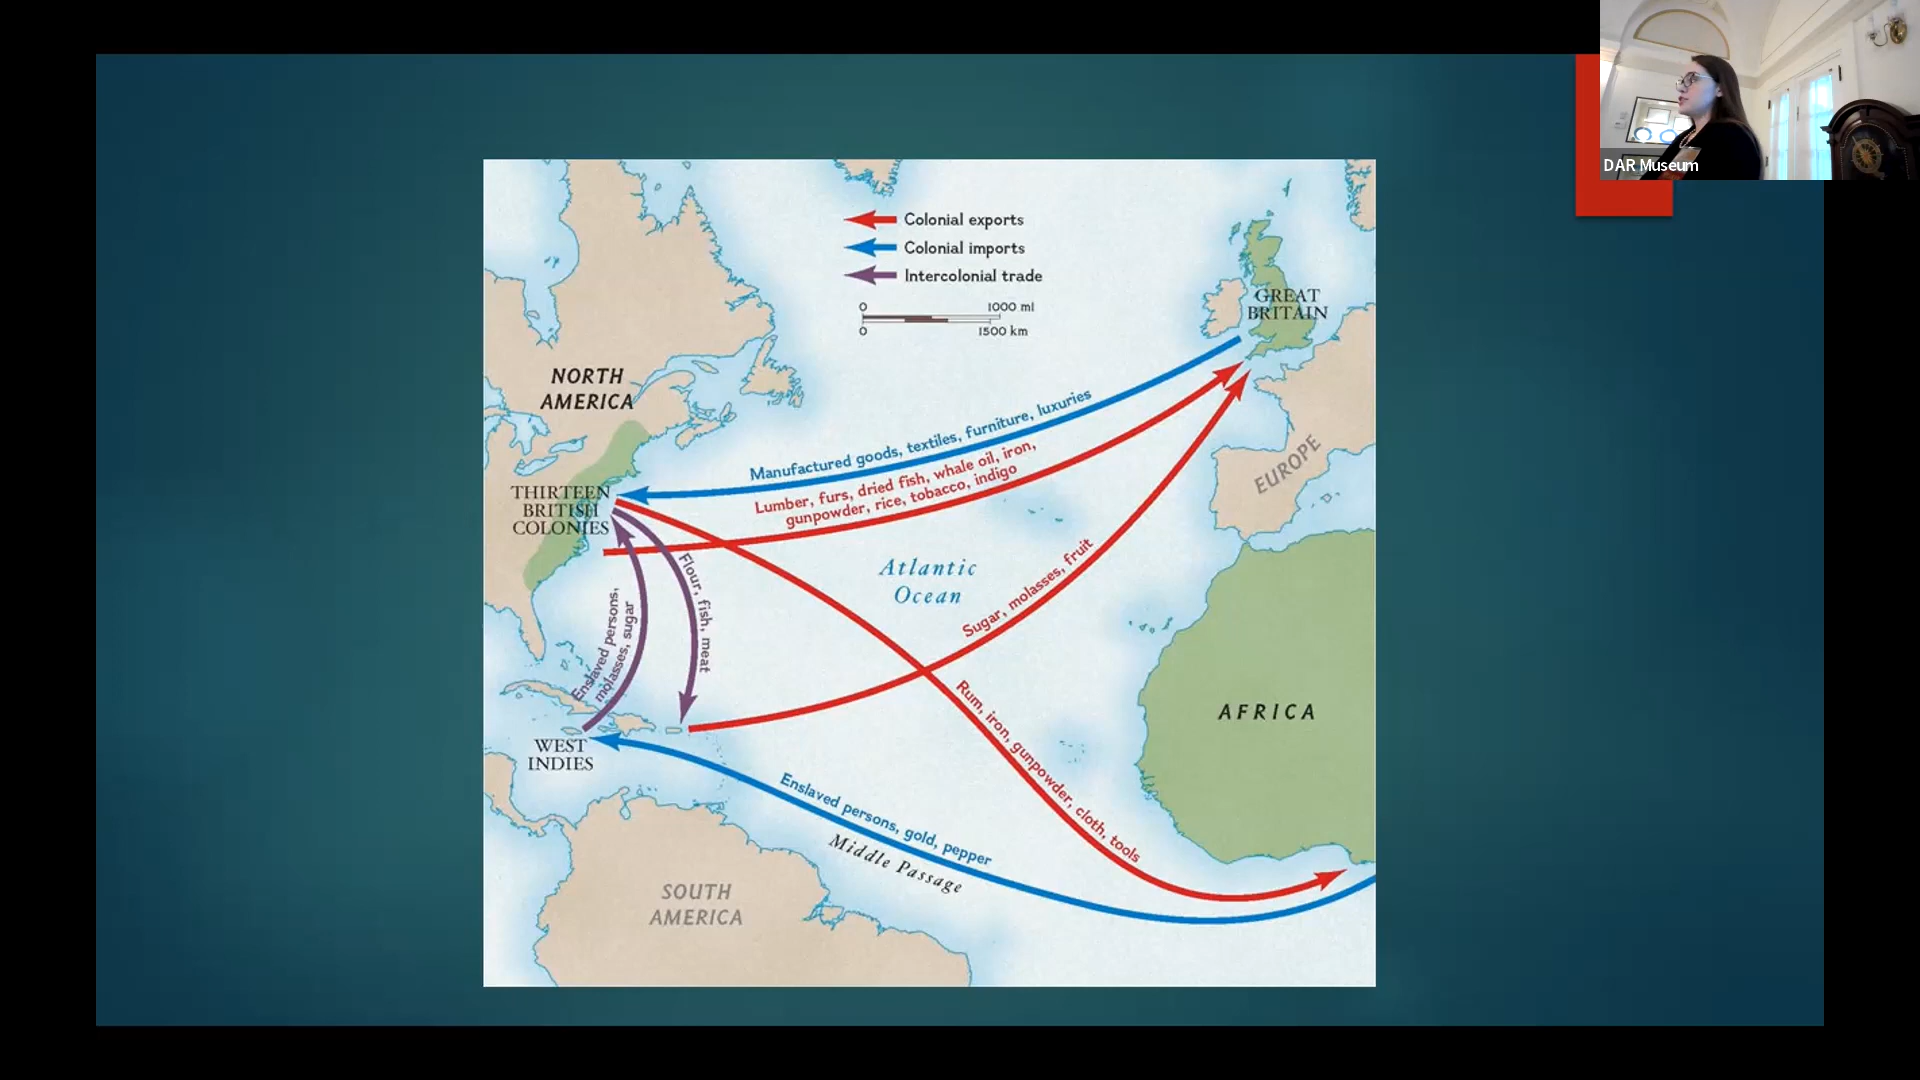 DAR Museum
Colonial exports
Colonial imports
Intercolonial trade
0
1000 mi
0
1500 km
GREAT
BRITAIN
NORTH
AMERICA
Manufactured goods, textiles, furniture, luxuries
Lumber, furs, dried fish, whale oil, iron,
gunpowder, rice, tobacco, indigo
EUROPE
THIRTEEN
BRITISH
COLONIES
Atlantic
Ocean
Sugar, molasses, fruit
Flour, fish, meat
Enslaved persons,
molasses, sugar
Rum, iron, gunpowder, cloth, tools
AFRICA
WEST
INDIES
Enslaved persons, gold, pepper
Middle Passage
SOUTH
AMERICA